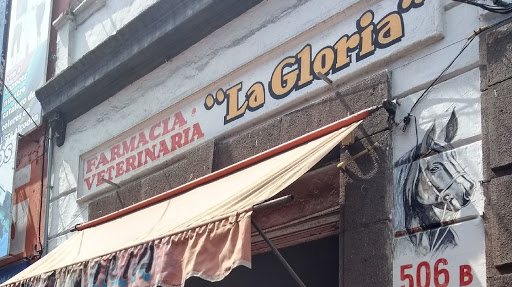 FARMACIA
VETERINARIA
"La Gloria"
506 B